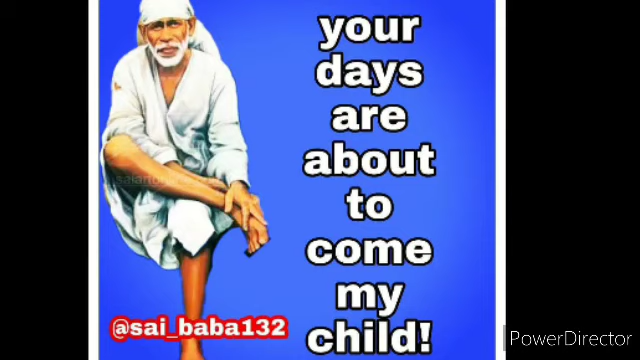 your
days
are
about
to
come
my
child!
@sai_baba132
PowerDirector